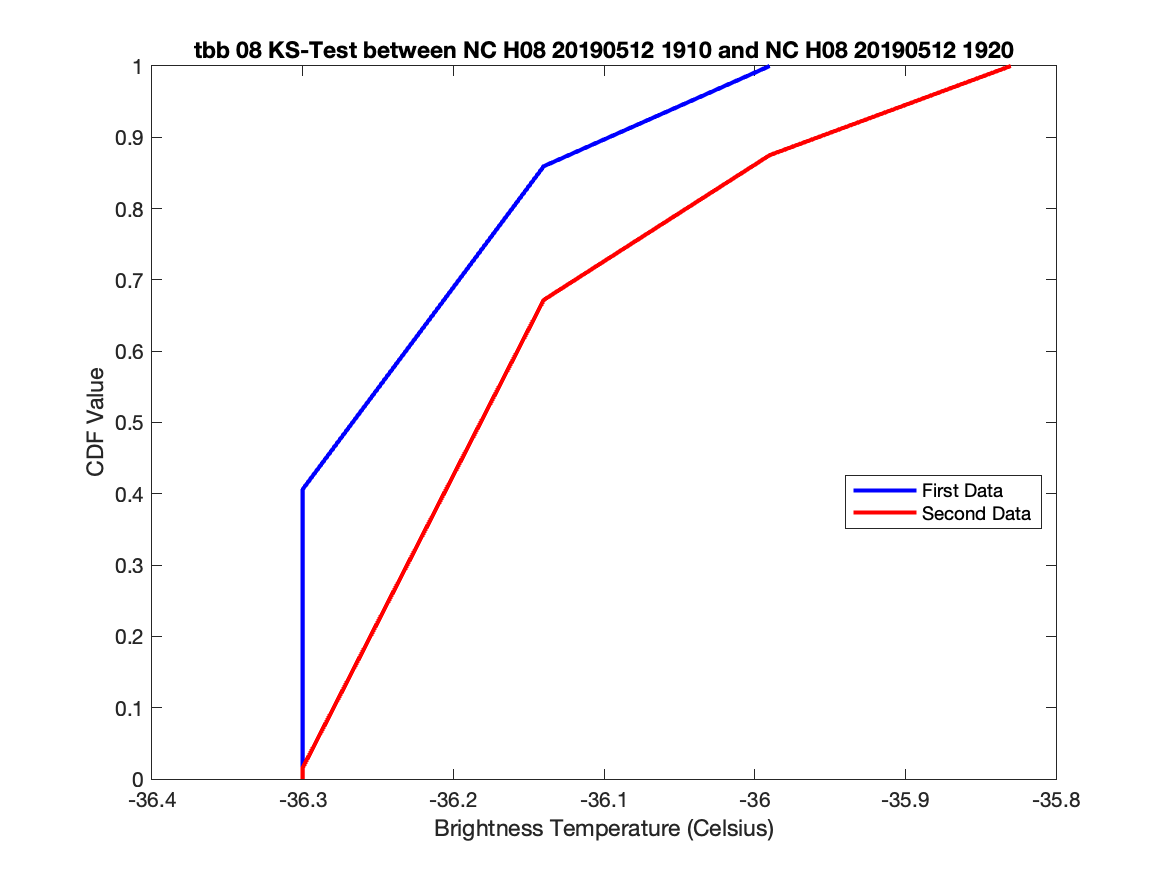 tbb 08 KS-Test between NC H08 20190512 1910 and NC H08 20190512 1920
1
0.9
0.8
0.7
0.6
0.5
0.4
0.3
0.2
0.1
0
CDF Value
First Data
Second Data
-36.4 -36.3 -36.2 -36.1 -36 -35.9 -35.8
Brightness Temperature (Celsius)